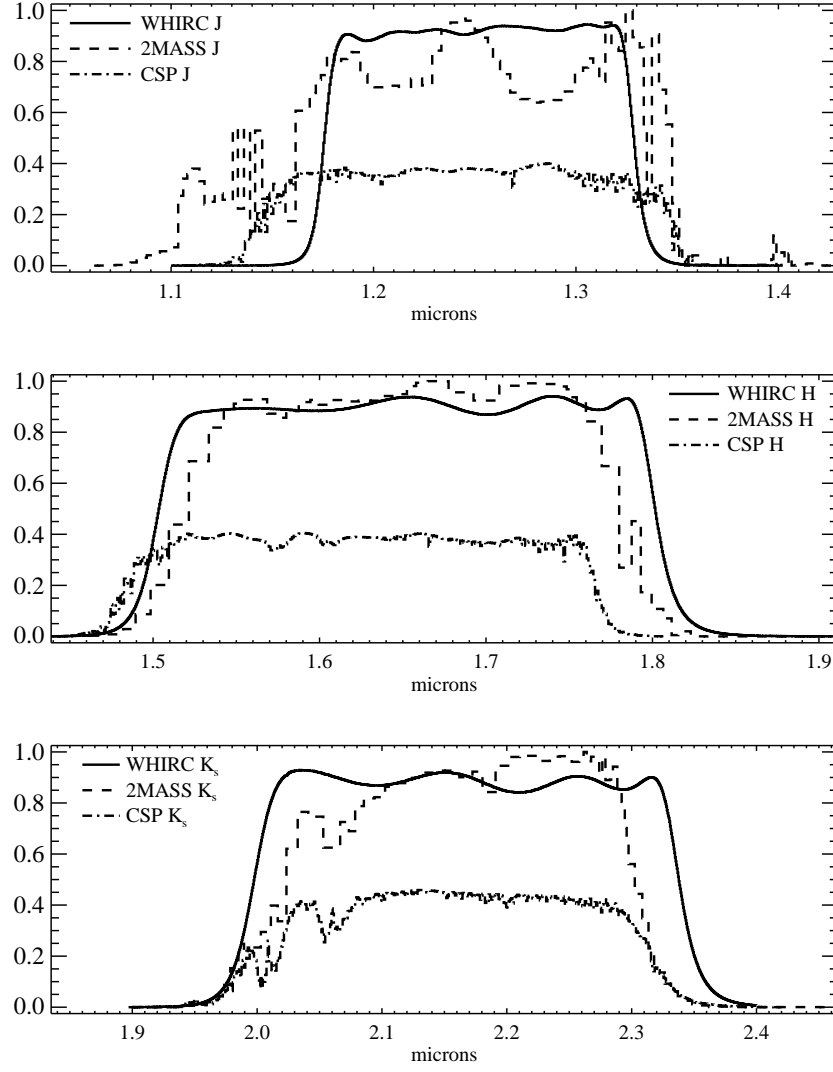 WHIRC J
2MASS J
CSP J
1.0
0.8
0.6
0.4
0.2
0.0
1.1 1.2 1.3 1.4
microns
WHIRC H
2MASS H
CSP H
1.0
0.8
0.6
0.4
0.2
0.0
1.5 1.6 1.7 1.8 1.9
microns
WHIRC Ks
2MASS Ks
CSP Ks
1.0
0.8
0.6
0.4
0.2
0.0
1.9 2.0 2.1 2.2 2.3 2.4
microns